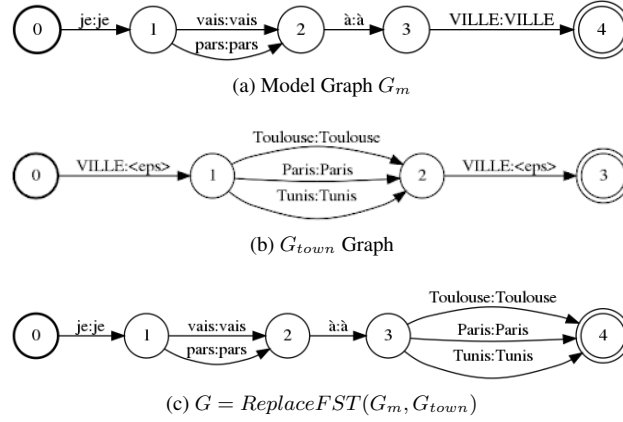 0 je:je 1 vais:vais pars:pars 2 à:à 3 VILLE:VILLE 4
(a) Model Graph G_m
0 VILLE:<eps> 1 Toulouse:Toulouse Paris:Paris Tunis:Tunis 2 VILLE:<eps> 3
(b) G_town Graph
0 je:je 1 vais:vais pars:pars 2 à:à 3 Toulouse:Toulouse Paris:Paris Tunis:Tunis 4
(c) G = ReplaceFST(G_m, G_town)